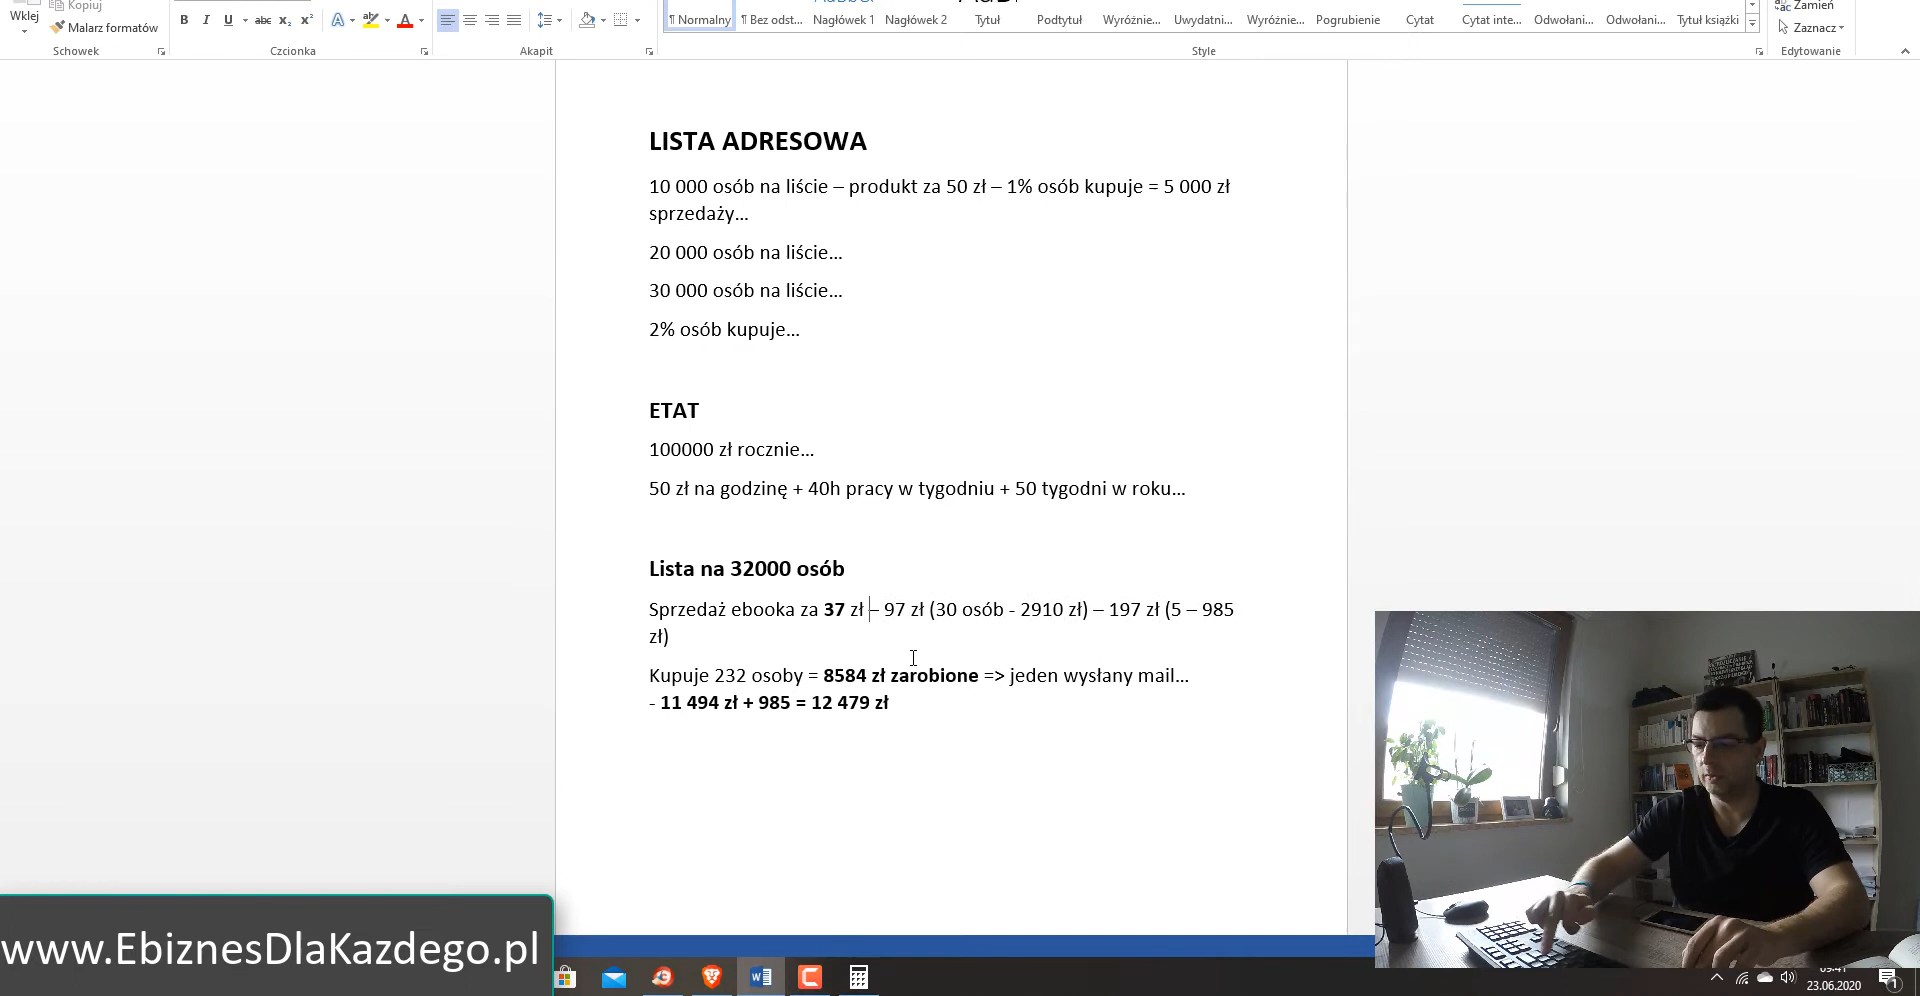 Wklej
Kopiuj
Malarz formatów
Schowek
B I U abc x₂ x² A ab A
Czcionka
Akapit
¶ Normalny
¶ Bez odst...
Nagłówek 1
Nagłówek 2
Tytuł
Podtytuł
Wyróżnie...
Uwydatni...
Wyróżnie...
Pogrubienie
Cytat
Cytat inte...
Odwołani...
Odwołani...
Tytuł książki
Style
Zamień
Zaznacz
Edytowanie
LISTA ADRESOWA
10 000 osób na liście – produkt za 50 zł – 1% osób kupuje = 5 000 zł
sprzedaży...
20 000 osób na liście...
30 000 osób na liście...
2% osób kupuje...
ETAT
100000 zł rocznie...
50 zł na godzinę + 40h pracy w tygodniu + 50 tygodni w roku...
Lista na 32000 osób
Sprzedaż ebooka za 37 zł – 97 zł (30 osób - 2910 zł) – 197 zł (5 – 985
zł)
Kupuje 232 osoby = 8584 zł zarobione => jeden wysłany mail...
- 11 494 zł + 985 = 12 479 zł
www.EbiznesDlaKazdego.pl
23.06.2020
1